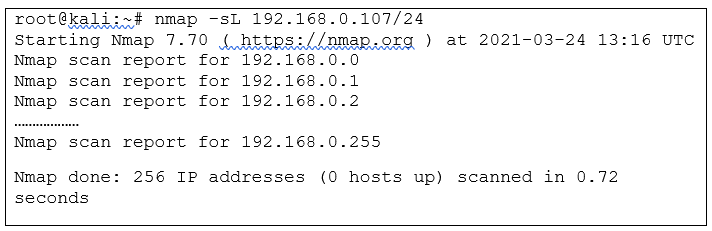 root@kali:~# nmap -sL 192.168.0.107/24
Starting Nmap 7.70 ( https://nmap.org ) at 2021-03-24 13:16 UTC
Nmap scan report for 192.168.0.0
Nmap scan report for 192.168.0.1
Nmap scan report for 192.168.0.2
………………
Nmap scan report for 192.168.0.255
Nmap done: 256 IP addresses (0 hosts up) scanned in 0.72
seconds